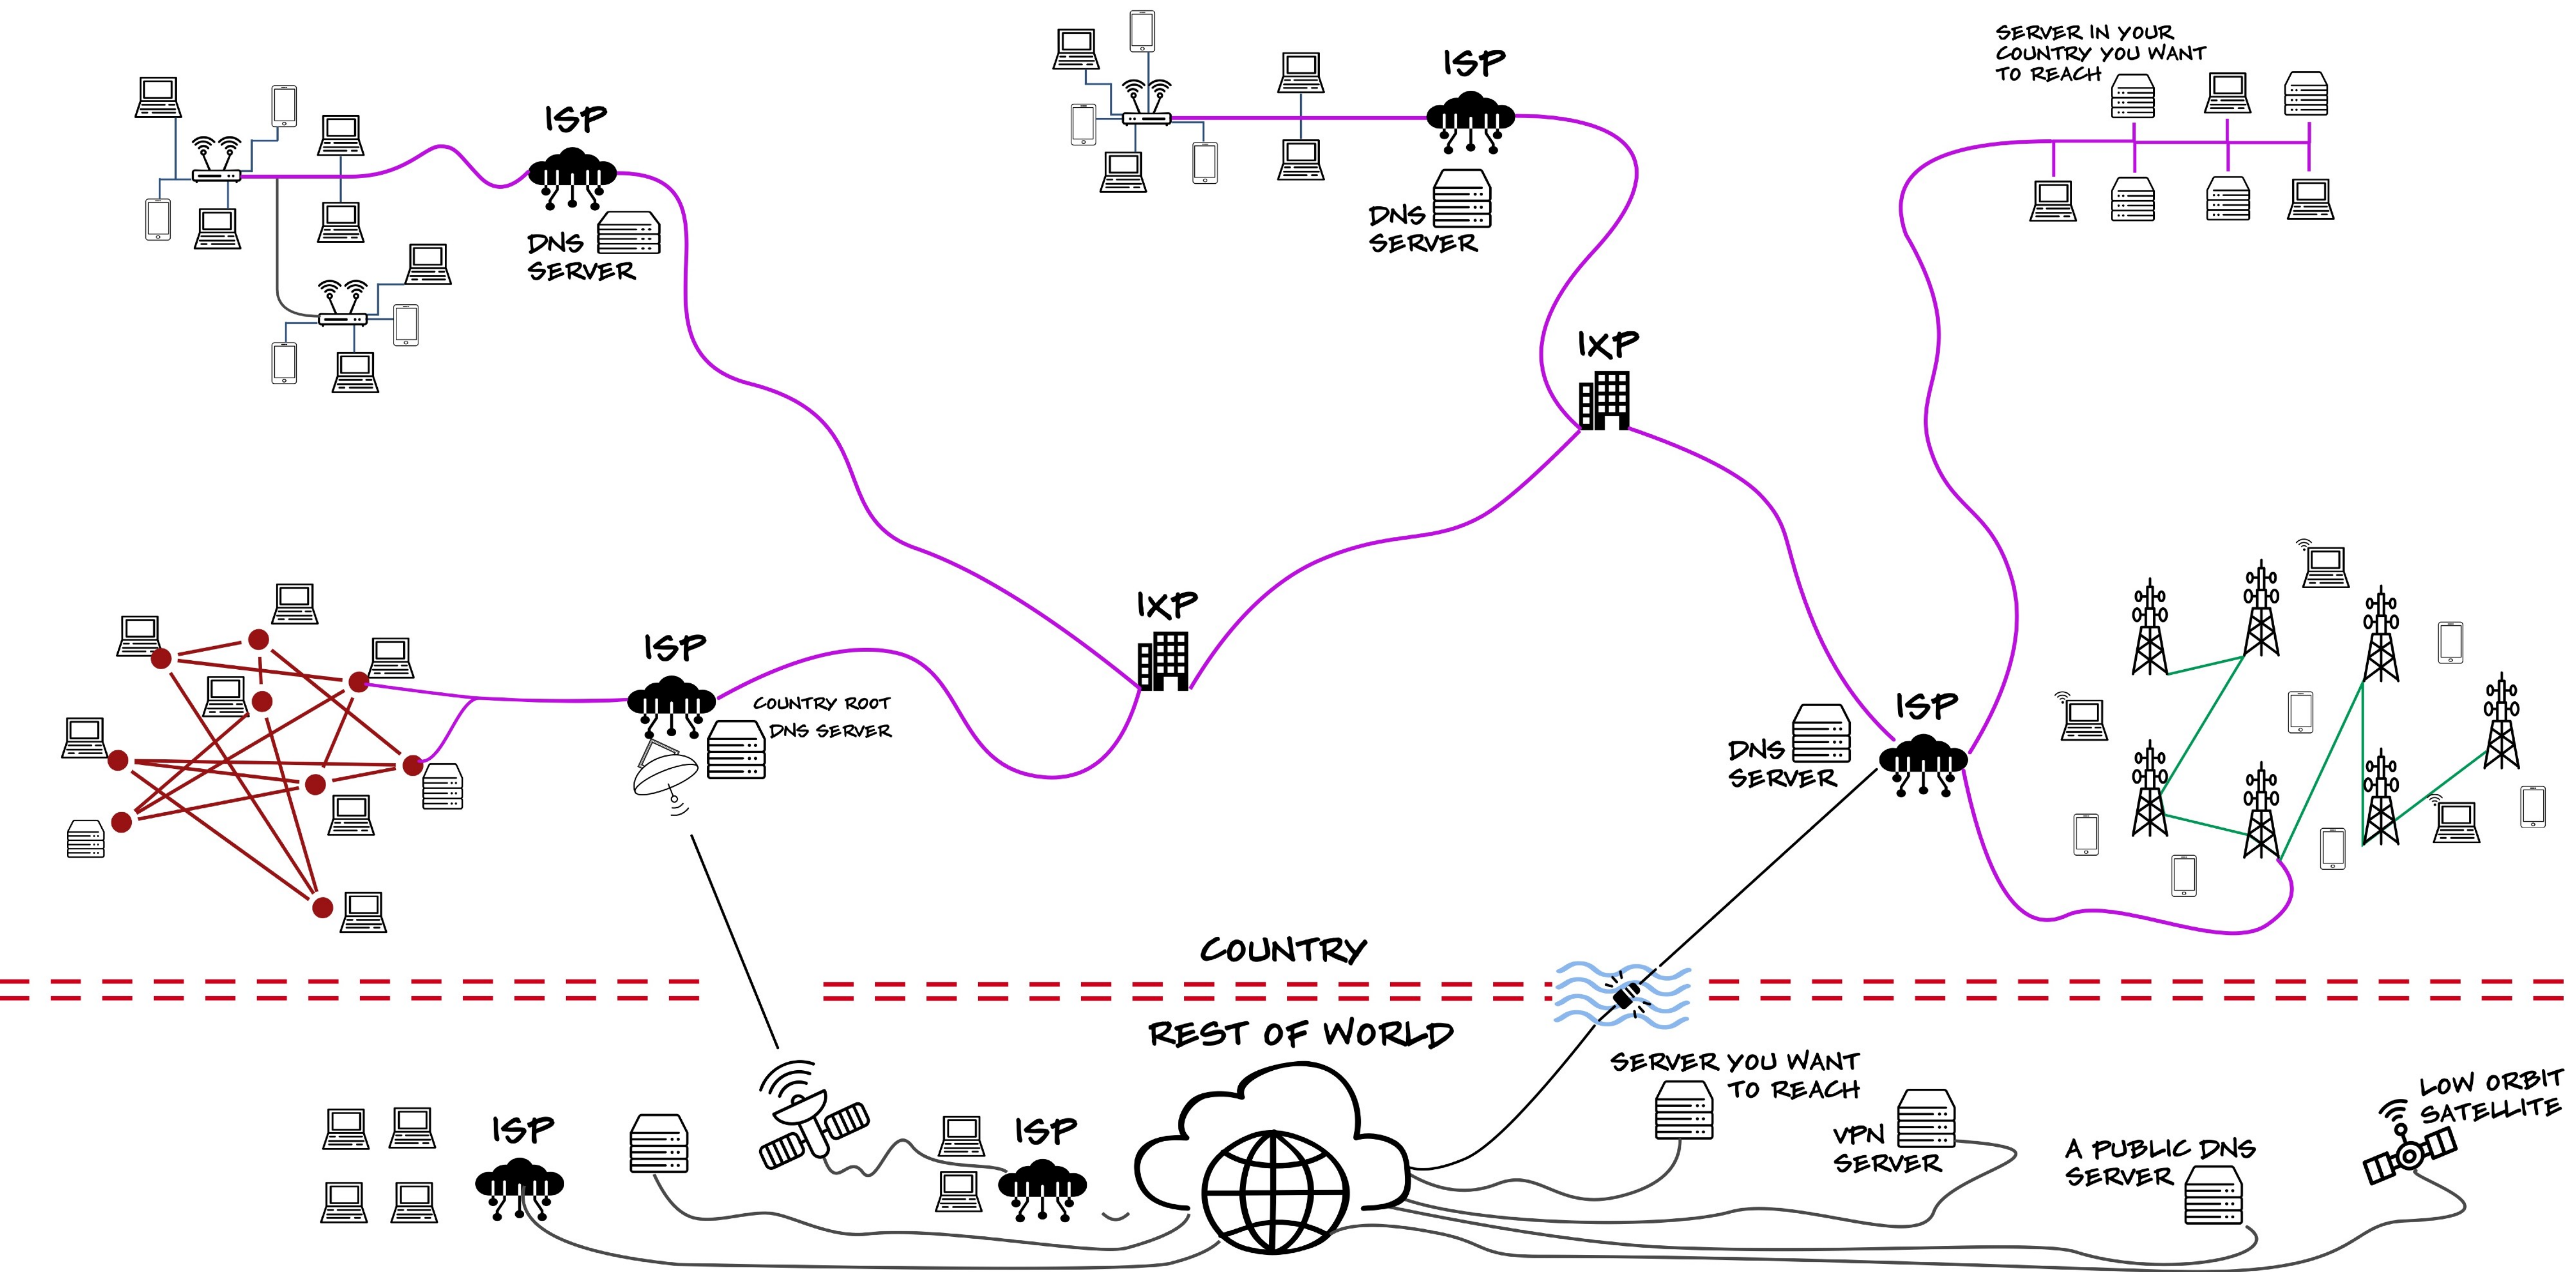 SERVER IN YOUR
COUNTRY YOU WANT
TO REACH
ISP
ISP
DNS
SERVER
DNS
SERVER
IXP
IXP
ISP
COUNTRY ROOT
DNS SERVER
ISP
DNS
SERVER
COUNTRY
REST OF WORLD
SERVER YOU WANT
TO REACH
LOW ORBIT
SATELLITE
ISP
ISP
VPN
SERVER
A PUBLIC DNS
SERVER